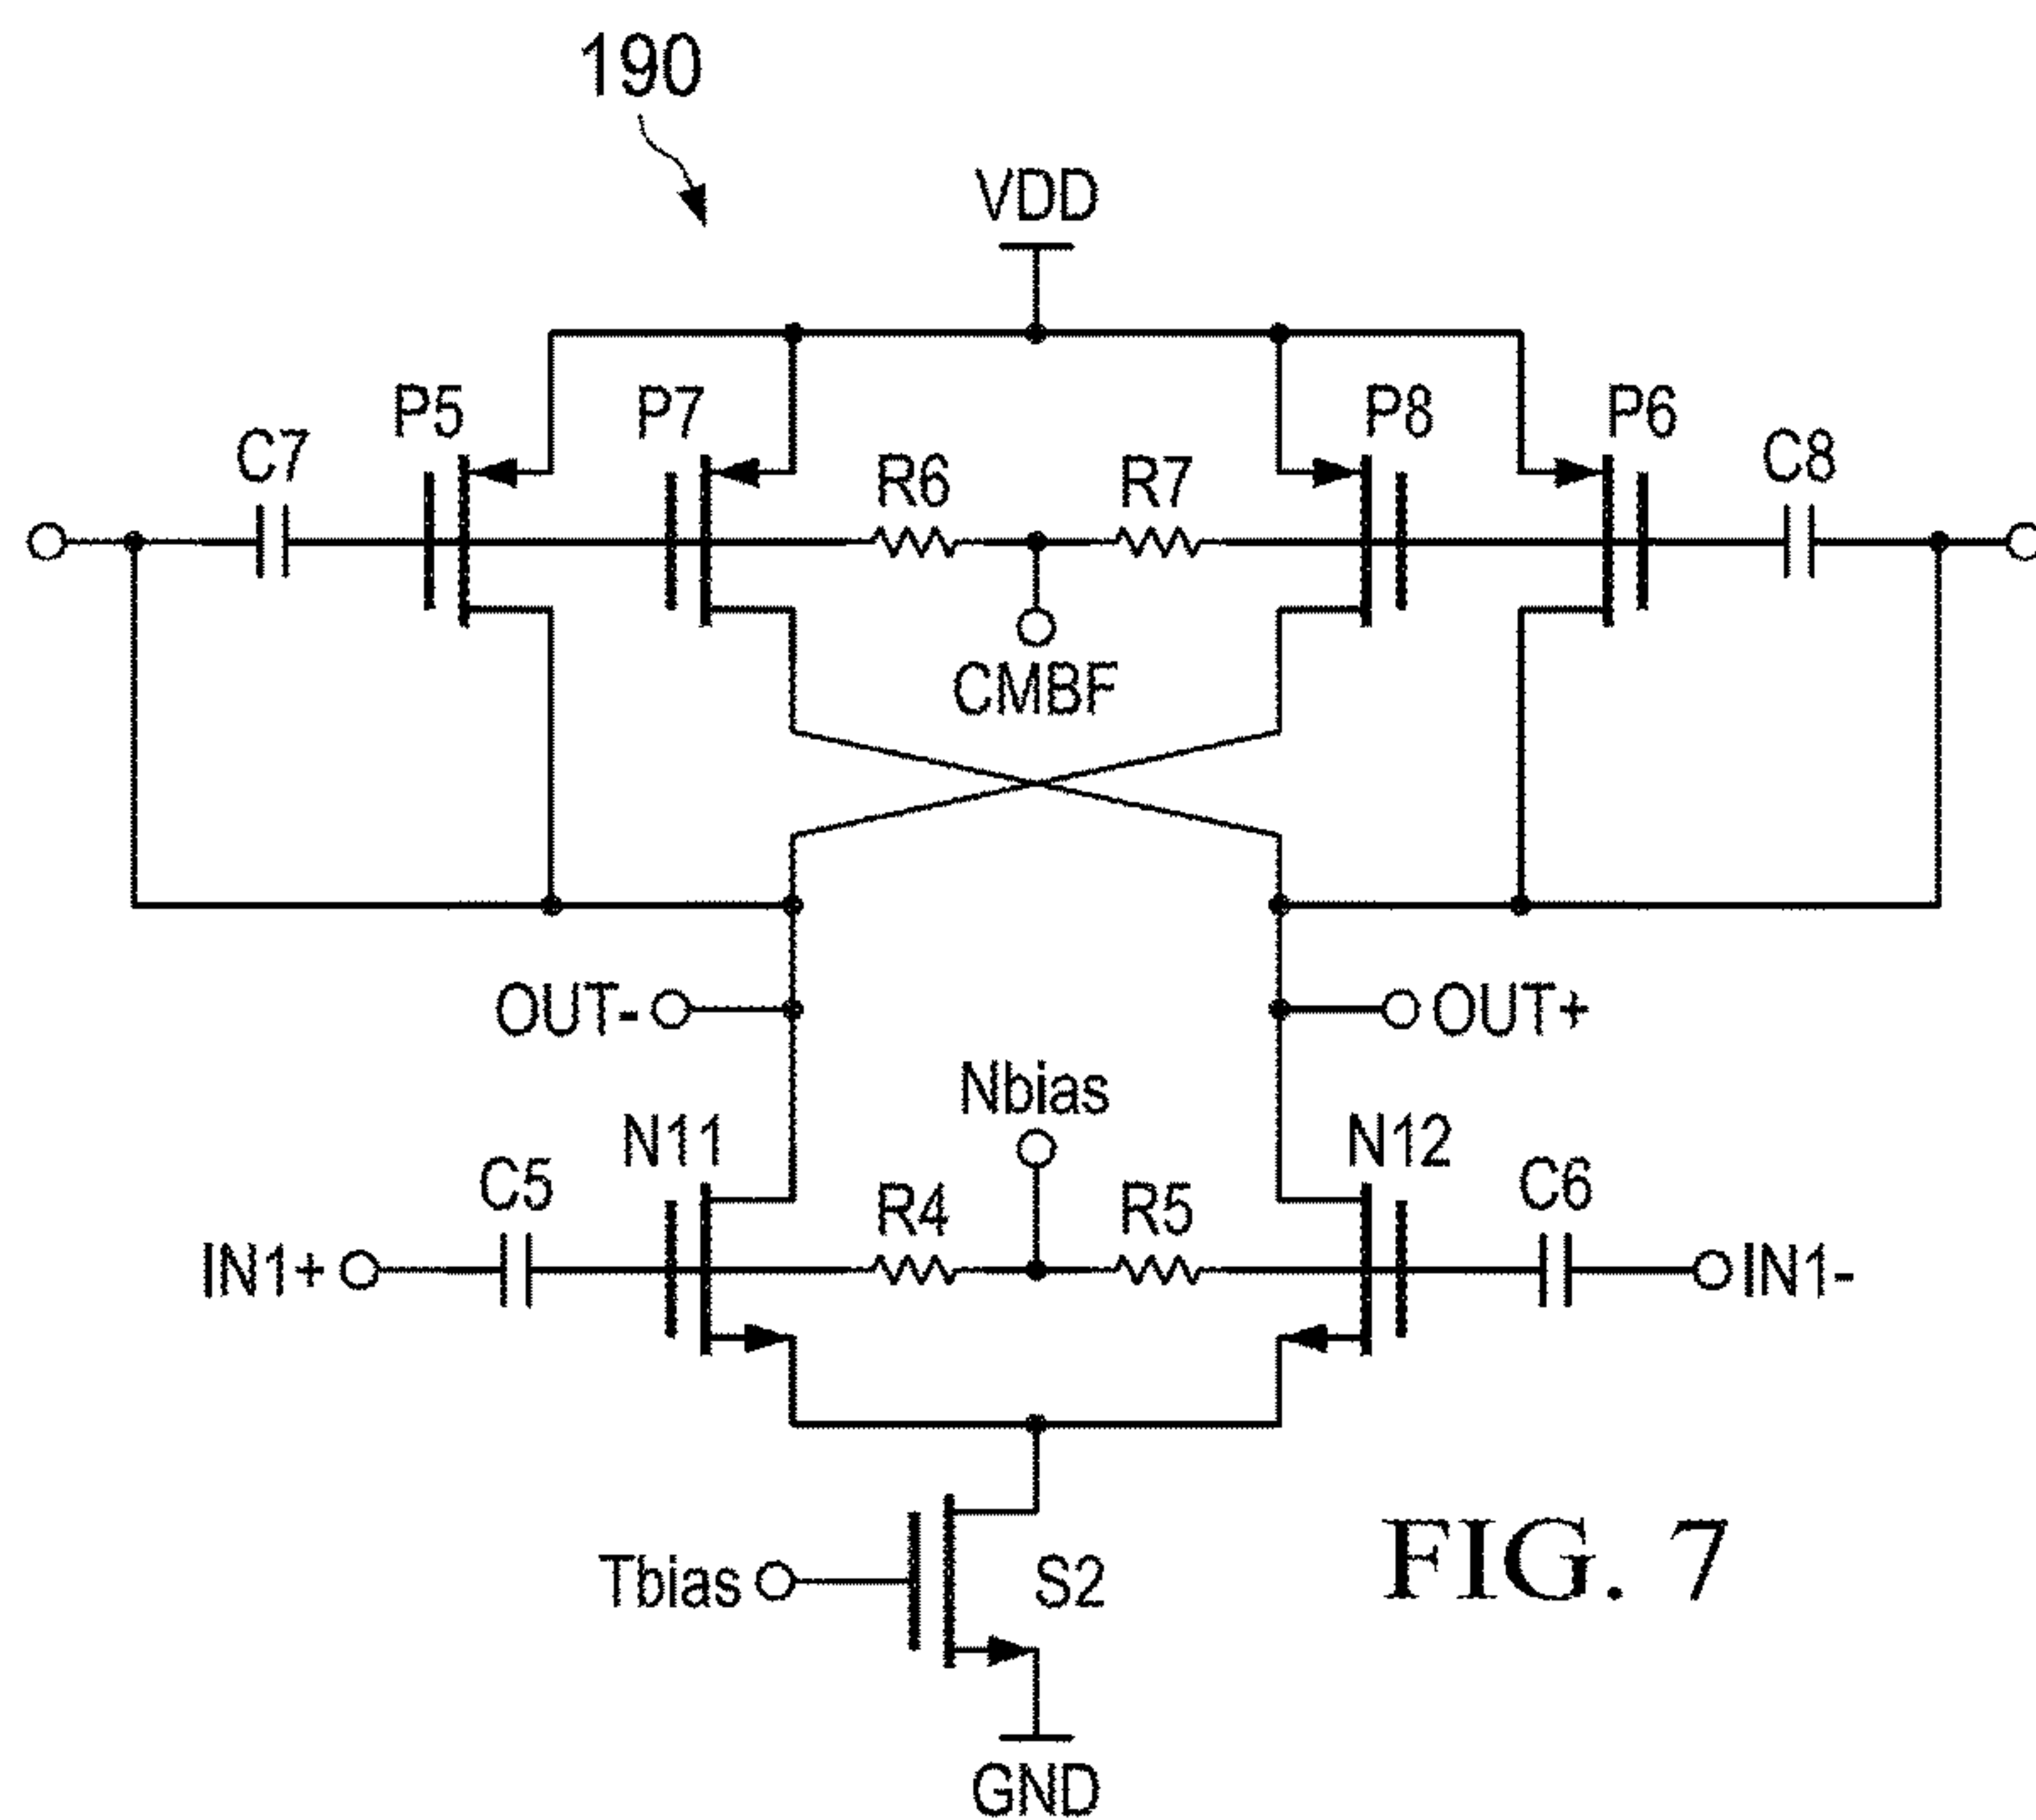 190
VDD
P5
P7
P8
P6
C7
R6
R7
C8
CMBF
OUT-
OUT+
Nbias
N11
N12
C5
R4
R5
C6
IN1+
IN1-
Tbias
S2
FIG. 7
GND